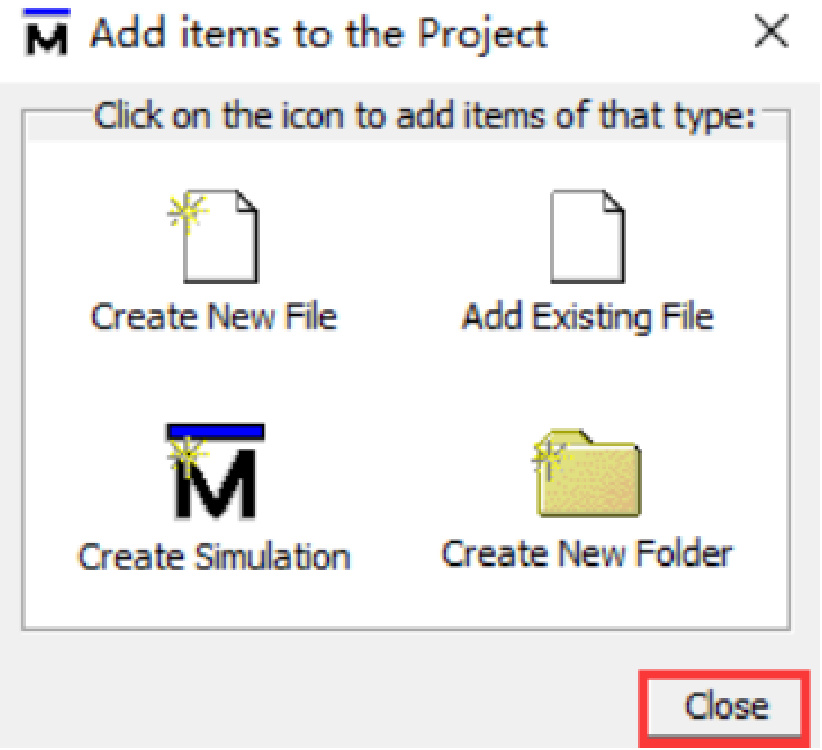 Add items to the Project
Click on the icon to add items of that type:
Create New File
Add Existing File
Create Simulation
Create New Folder
Close